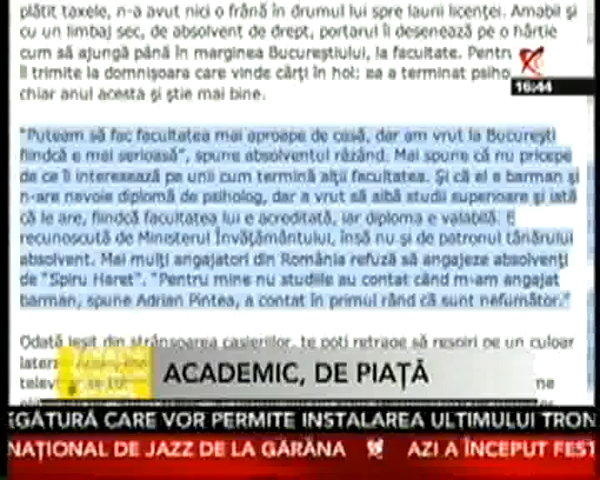 plătit taxele, n-a avut nici o frână în drumul lui spre laurii licenței. Amabil și
cu un limbaj sec, de absolvent de drept, portarul îi desenează pe o hârtie
cum să ajungă până în marginea Bucureștiului, la facultate. Pentr
îl trimite la domnișoara care vinde cărți în hol; ea a terminat psiho
chiar anul acesta și știe mai bine.
16:44
"Puteam să fac facultatea mai aproape de casă, dar am vrut la București
fiindcă e mai serioasă", spune absolventul râzând. Mai spune că nu pricepe
de ce îi interesează pe unii cum termină alții facultatea. Și că el e barman și
n-are nevoie diplomă de psiholog, dar a vrut să aibă studii superioare și iată
că le are, fiindcă facultatea lui e acreditată, iar diploma e valabilă. E
recunoscută de Ministerul Învățământului, însă nu și de patronul tânărului
absolvent. Mai mulți angajatori din România refuză să angajeze absolvenți
de "Spiru Haret". "Pentru mine nu studiile au contat când m-am angajat
barman, spune Adrian Pintea, a contat în primul rând că sunt nefumător."
Odată ieșit din strânsoarea casieriilor, te poți retrage să respiri pe un culoar
latera
ACADEMIC, DE PIAȚĂ
EGĂTURĂ CARE VOR PERMITE INSTALAREA ULTIMULUI TRON
NAȚIONAL DE JAZZ DE LA GĂRÂNA AZI A ÎNCEPUT FEST